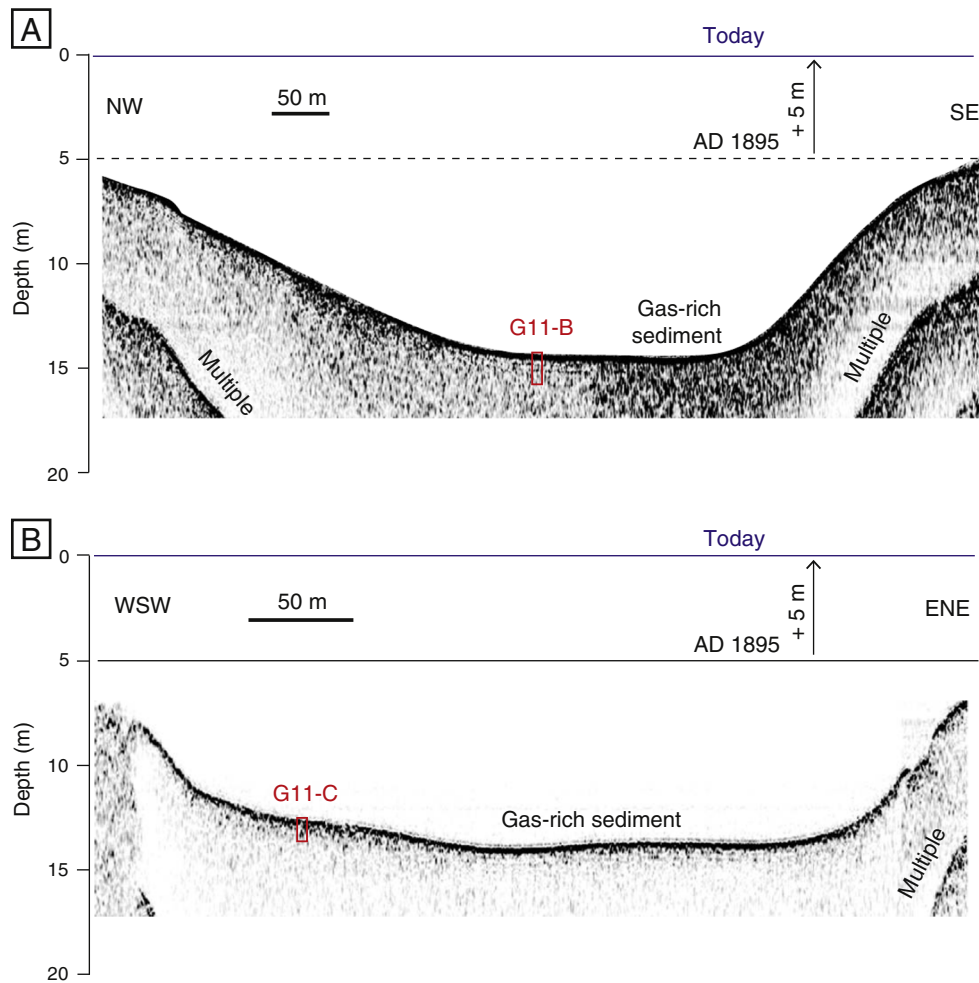 A
0
Today
NW
50 m
SE
AD 1895
+ 5 m
5
Depth (m)
10
Gas-rich
sediment
G11-B
15
Multiple
Multiple
20
B
0
Today
WSW
50 m
ENE
AD 1895
+ 5 m
5
Depth (m)
10
G11-C
Gas-rich sediment
15
Multiple
20